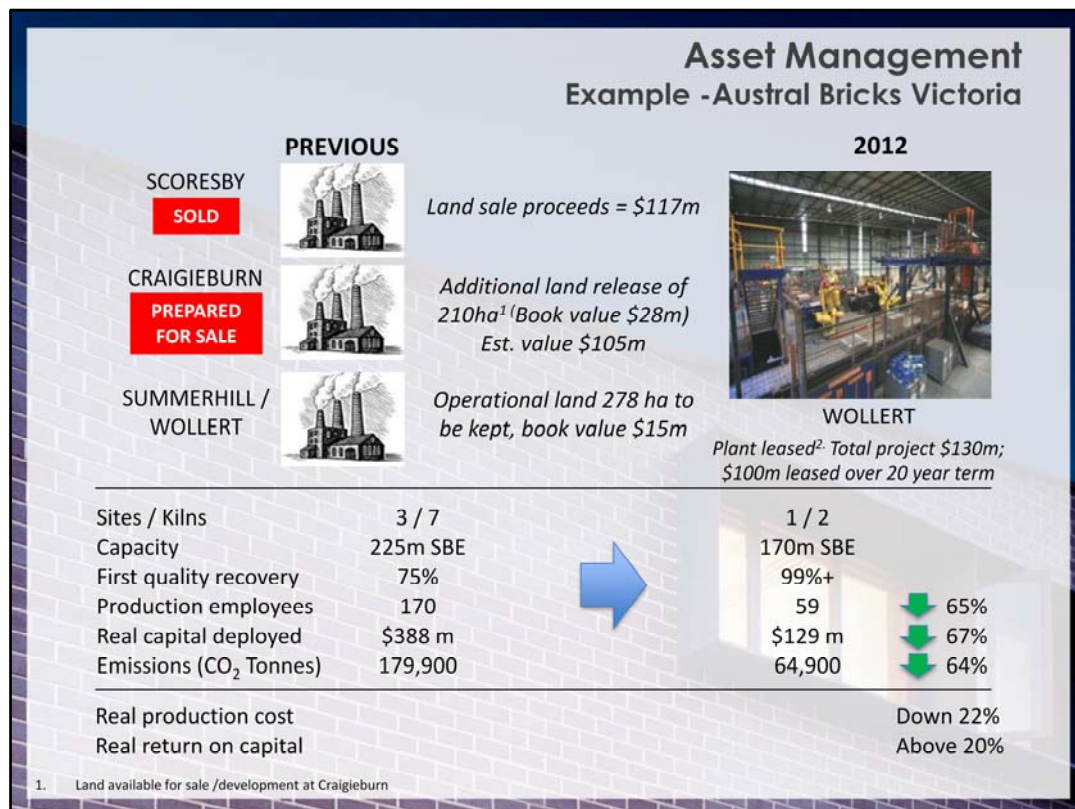 Asset Management
Example -Austral Bricks Victoria
PREVIOUS
2012
SCORESBY
SOLD
Land sale proceeds = $117m
CRAIGIEBURN
PREPARED
FOR SALE
Additional land release of
210ha¹ (Book value $28m)
Est. value $105m
SUMMERHILL /
WOLLERT
Operational land 278 ha to
be kept, book value $15m
WOLLERT
Plant leased². Total project $130m;
$100m leased over 20 year term
Sites / Kilns 3 / 7 1 / 2
Capacity 225m SBE 170m SBE
First quality recovery 75% 99%+
Production employees 170 59 65%
Real capital deployed $388 m $129 m 67%
Emissions (CO₂ Tonnes) 179,900 64,900 64%
Real production cost Down 22%
Real return on capital Above 20%
1. Land available for sale /development at Craigieburn